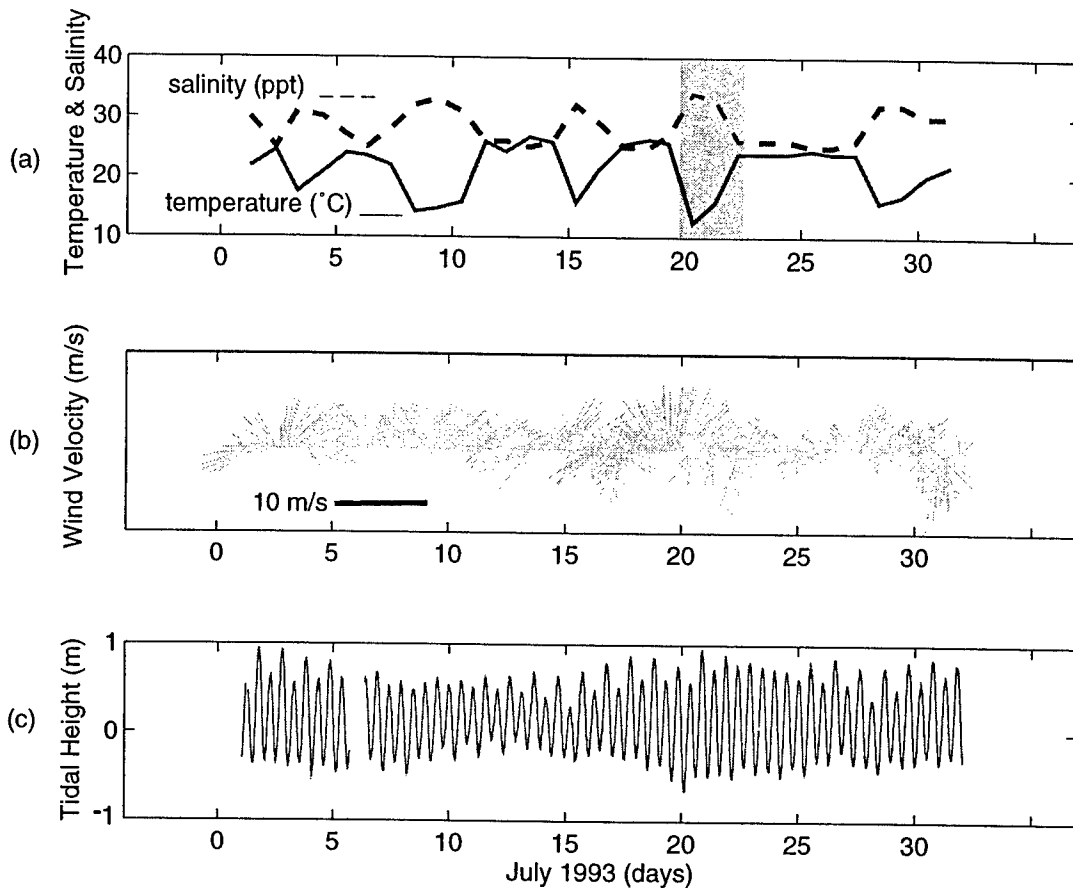 (a)
Temperature & Salinity
40
30
20
10
salinity (ppt)
temperature (°C)
0 5 10 15 20 25 30
(b)
Wind Velocity (m/s)
10 m/s
0 5 10 15 20 25 30
(c)
Tidal Height (m)
1
0
-1
0 5 10 15 20 25 30
July 1993 (days)